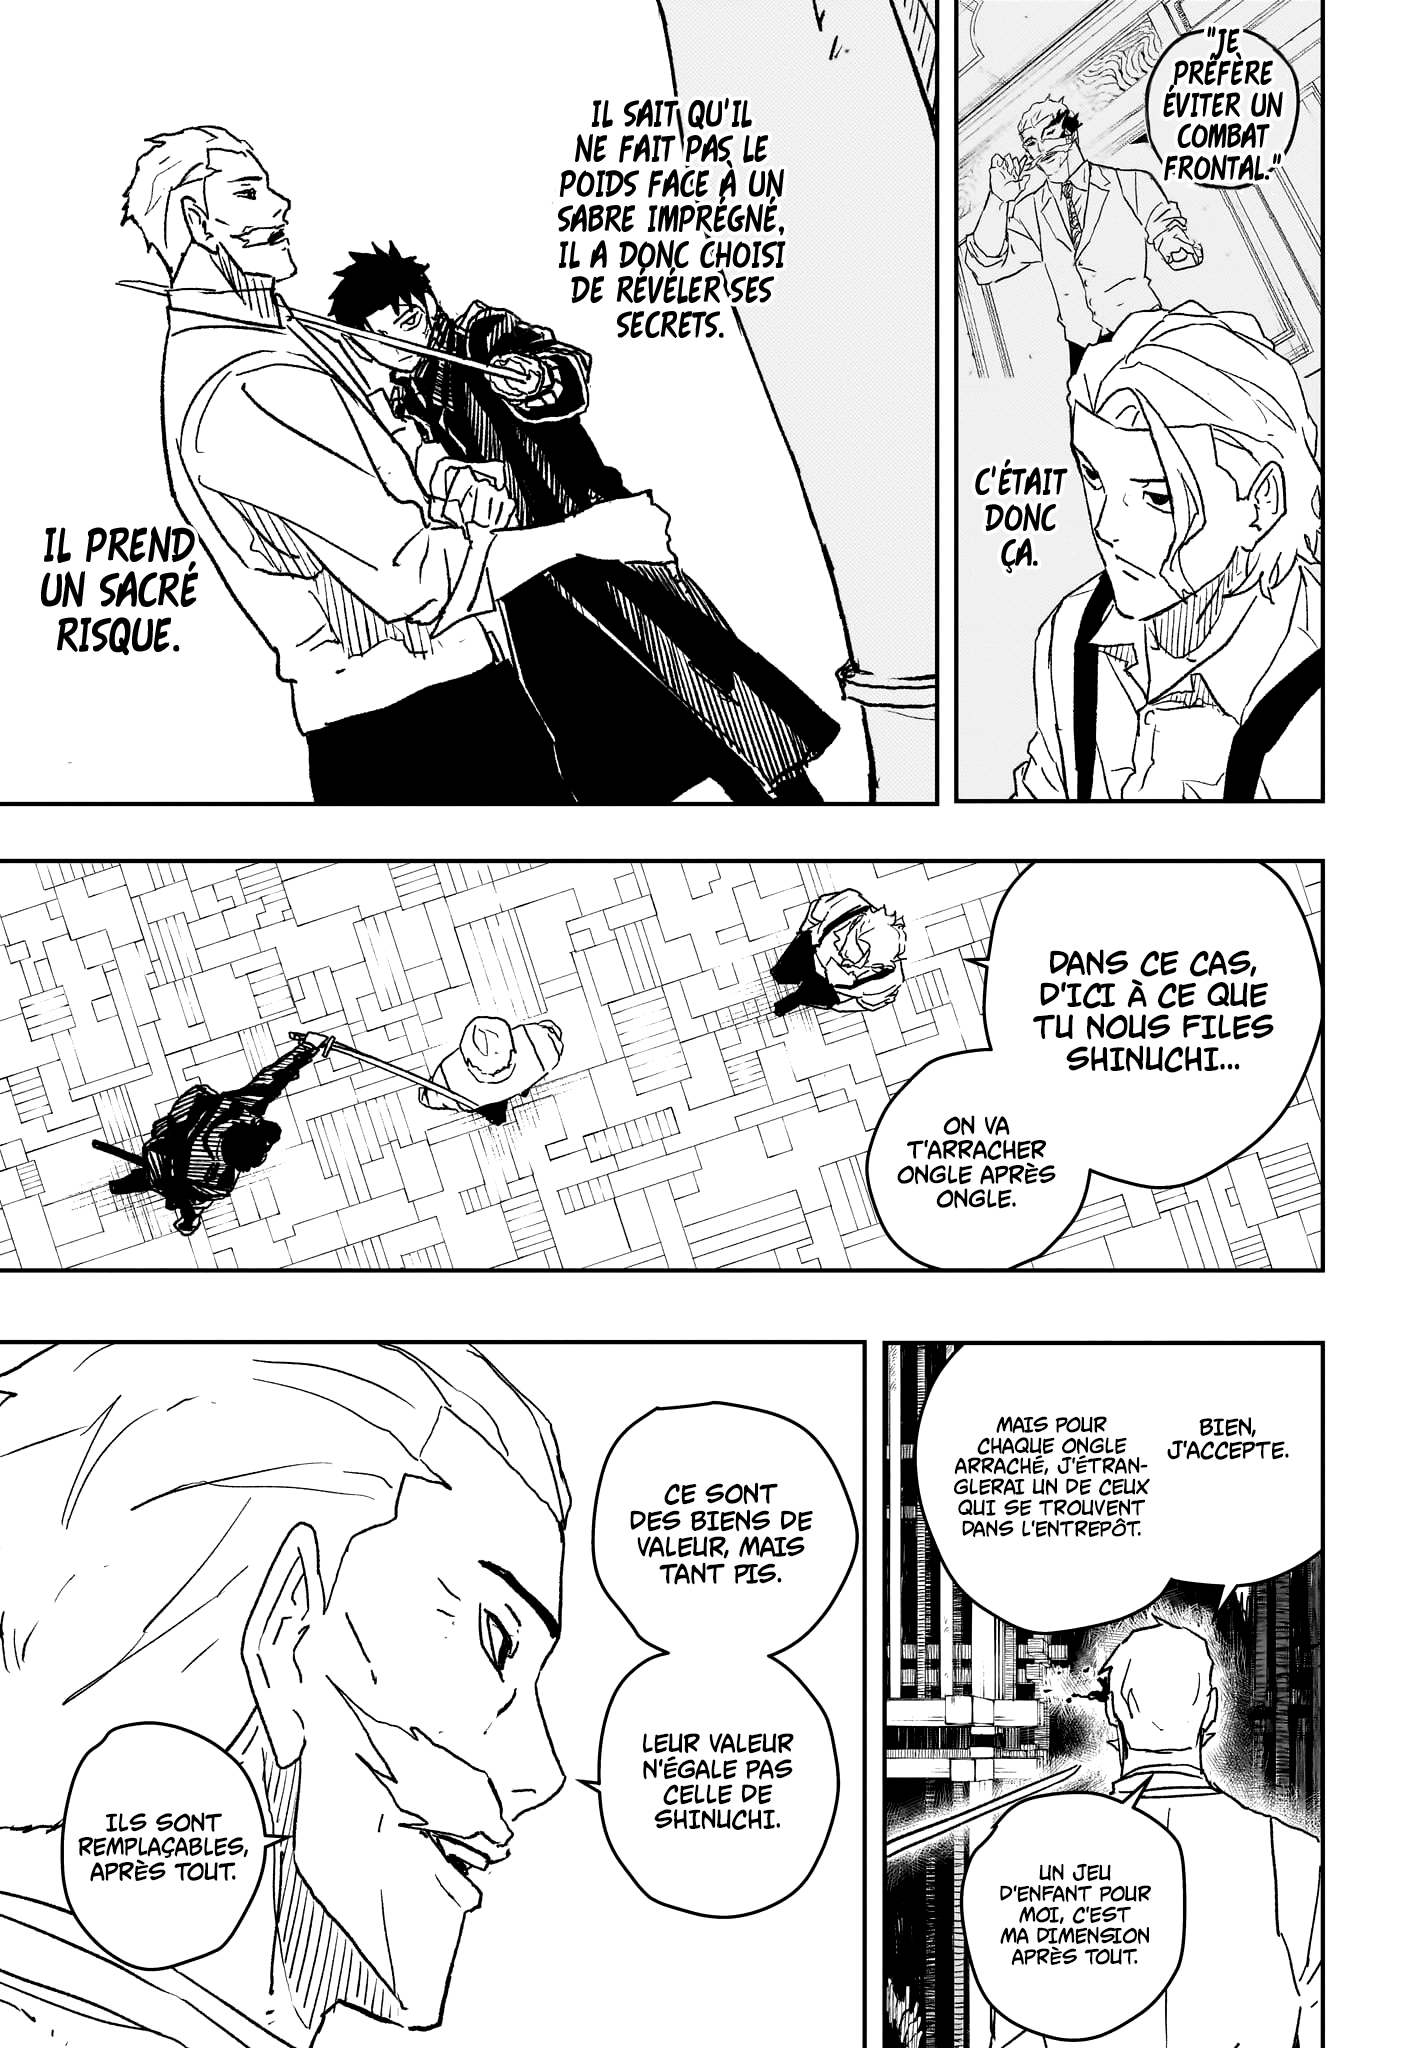 "JE
PRÉFÈRE
ÉVITER UN
COMBAT
FRONTAL."
C'ÉTAIT
DONC
ÇA.
IL SAIT QU'IL
NE FAIT PAS LE
POIDS FACE À UN
SABRE IMPRÉGNÉ,
IL A DONC CHOISI
DE RÉVÉLER SES
SECRETS.
IL PREND
UN SACRÉ
RISQUE.
DANS CE CAS,
D'ICI À CE QUE
TU NOUS FILES
SHINUCHI...
ON VA
T'ARRACHER
ONGLE APRÈS
ONGLE.
BIEN,
J'ACCEPTE.
MAIS POUR
CHAQUE ONGLE
ARRACHÉ, J'ÉTRAN-
GLERAI UN DE CEUX
QUI SE TROUVENT
DANS L'ENTREPÔT.
UN JEU
D'ENFANT POUR
MOI, C'EST
MA DIMENSION
APRÈS TOUT.
CE SONT
DES BIENS DE
VALEUR, MAIS
TANT PIS.
LEUR VALEUR
N'ÉGALE PAS
CELLE DE
SHINUCHI.
ILS SONT
REMPLAÇABLES,
APRÈS TOUT.